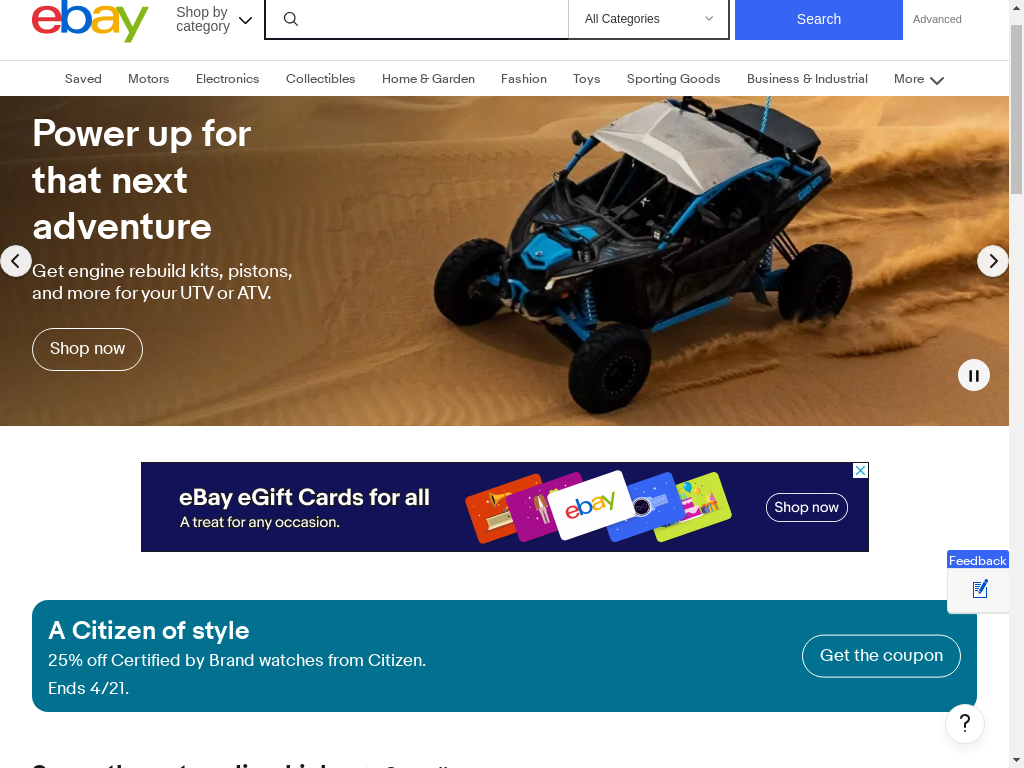 ebay
Shop by
category
All Categories
Search
Advanced
Saved
Motors
Electronics
Collectibles
Home & Garden
Fashion
Toys
Sporting Goods
Business & Industrial
More
Power up for
that next
adventure
Get engine rebuild kits, pistons,
and more for your UTV or ATV.
Shop now
eBay eGift Cards for all
A treat for any occasion.
ebay
Shop now
Feedback
A Citizen of style
25% off Certified by Brand watches from Citizen.
Ends 4/21.
Get the coupon
?